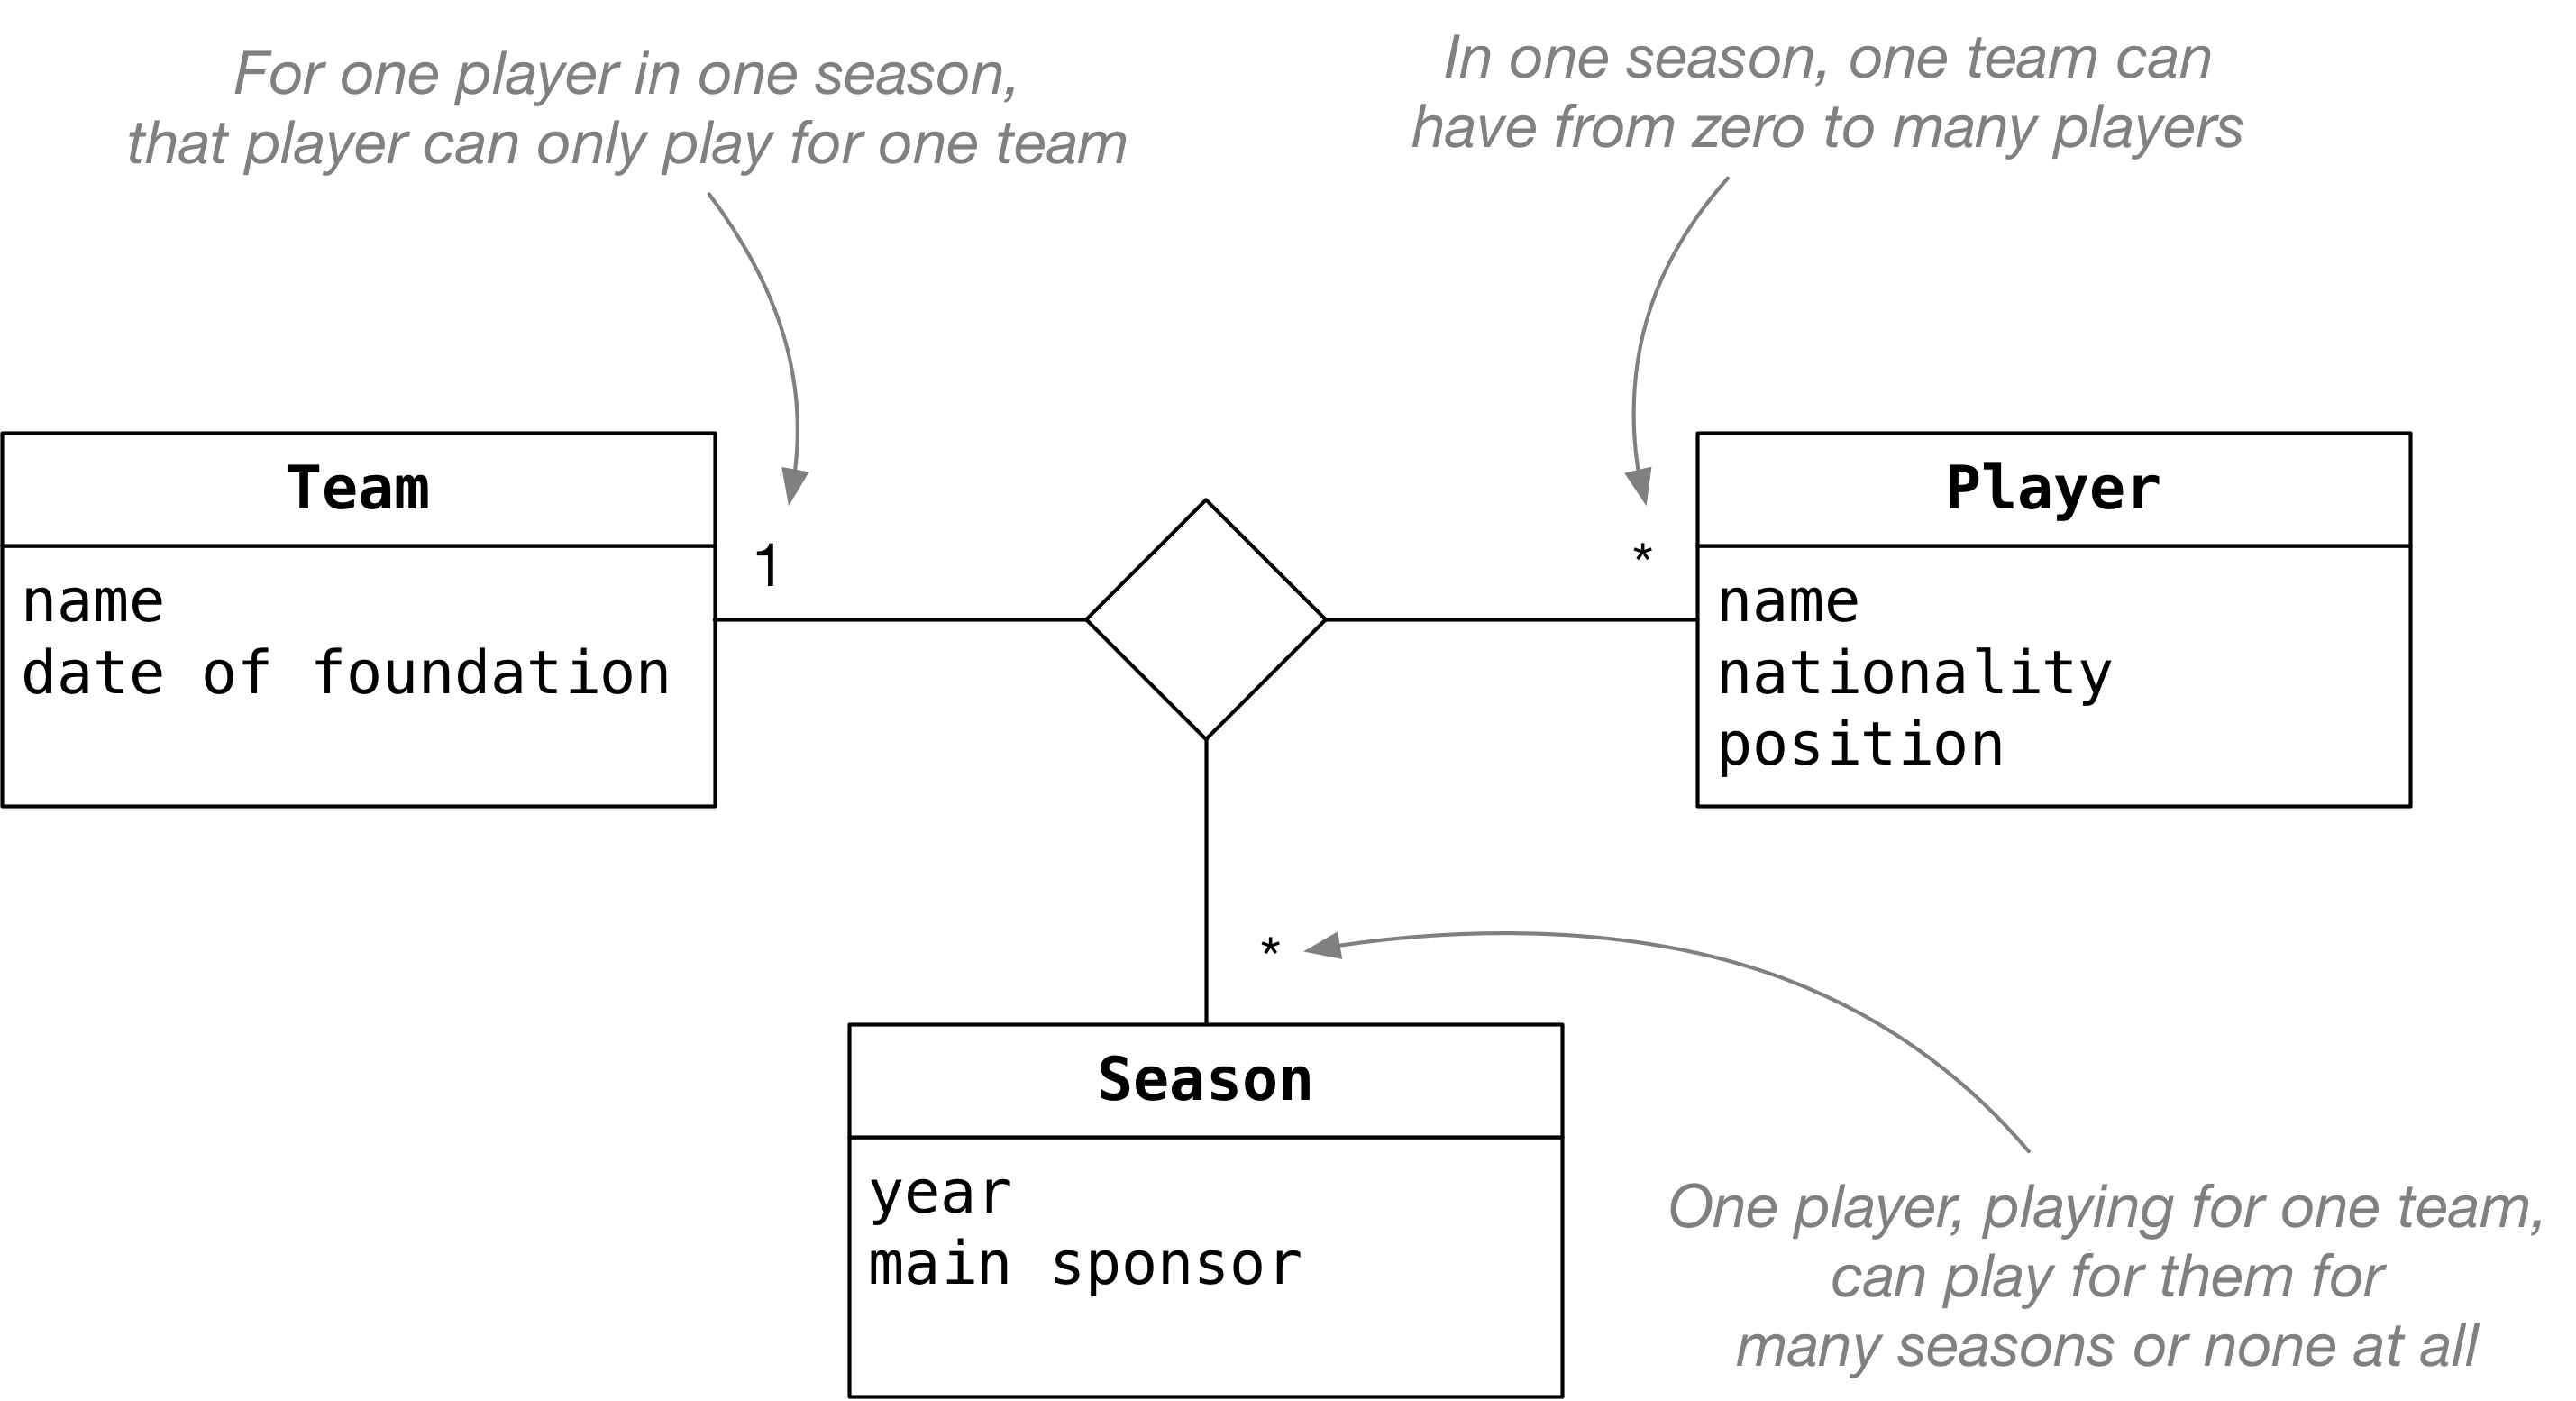 For one player in one season,
that player can only play for one team
In one season, one team can
have from zero to many players
Team
name
date of foundation
1
*
Player
name
nationality
position
*
Season
year
main sponsor
One player, playing for one team,
can play for them for
many seasons or none at all